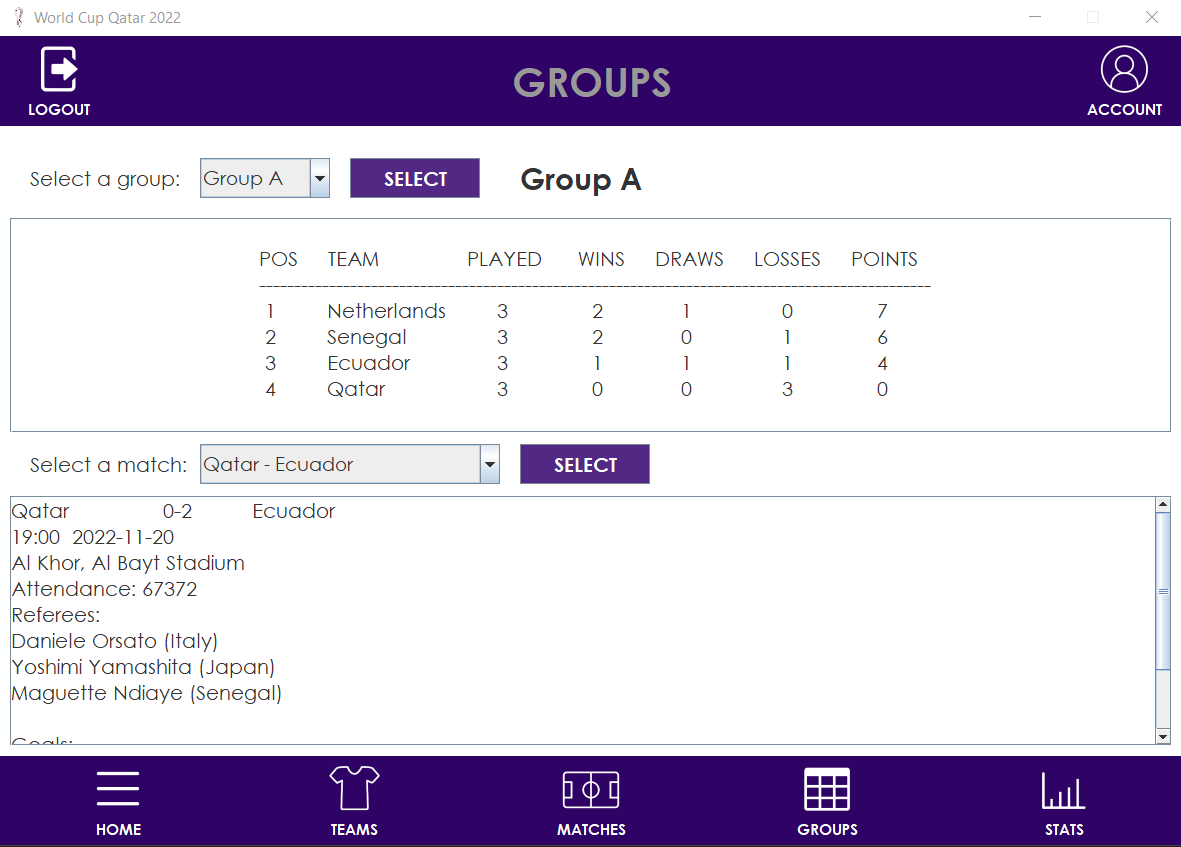 World Cup Qatar 2022
LOGOUT
GROUPS
ACCOUNT
Select a group: Group A SELECT Group A
POS TEAM PLAYED WINS DRAWS LOSSES POINTS
1 Netherlands 3 2 1 0 7
2 Senegal 3 2 0 1 6
3 Ecuador 3 1 1 1 4
4 Qatar 3 0 0 3 0
Select a match: Qatar - Ecuador SELECT
Qatar 0-2 Ecuador
19:00 2022-11-20
Al Khor, Al Bayt Stadium
Attendance: 67372
Referees:
Daniele Orsato (Italy)
Yoshimi Yamashita (Japan)
Maguette Ndiaye (Senegal)
Goals:
HOME TEAMS MATCHES GROUPS STATS